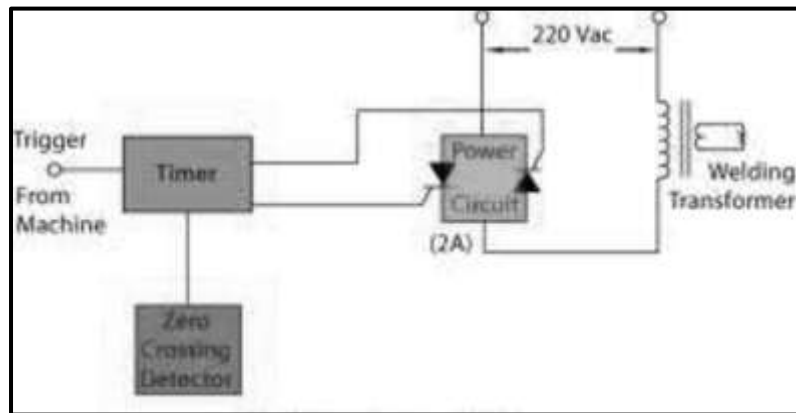 220 Vac
Trigger
From
Machine
Timer
Power
Circuit
(2A)
Welding
Transformer
Zero
Crossing
Detector